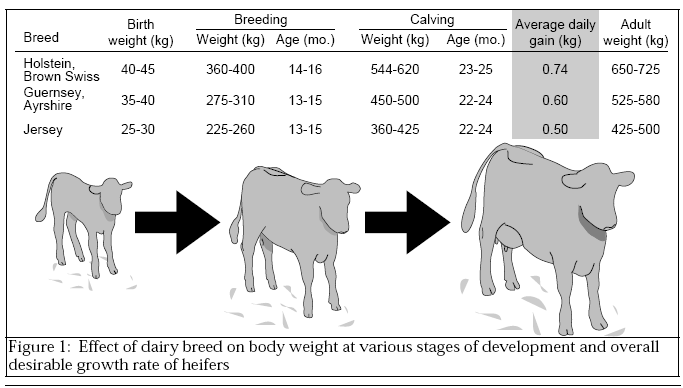 Breed Birth weight (kg) Breeding Calving Average daily gain (kg) Adult weight (kg)
Weight (kg) Age (mo.) Weight (kg) Age (mo.)
Holstein, Brown Swiss 40-45 360-400 14-16 544-620 23-25 0.74 650-725
Guernsey, Ayrshire 35-40 275-310 13-15 450-500 22-24 0.60 525-580
Jersey 25-30 225-260 13-15 360-425 22-24 0.50 425-500
Figure 1: Effect of dairy breed on body weight at various stages of development and overall
desirable growth rate of heifers